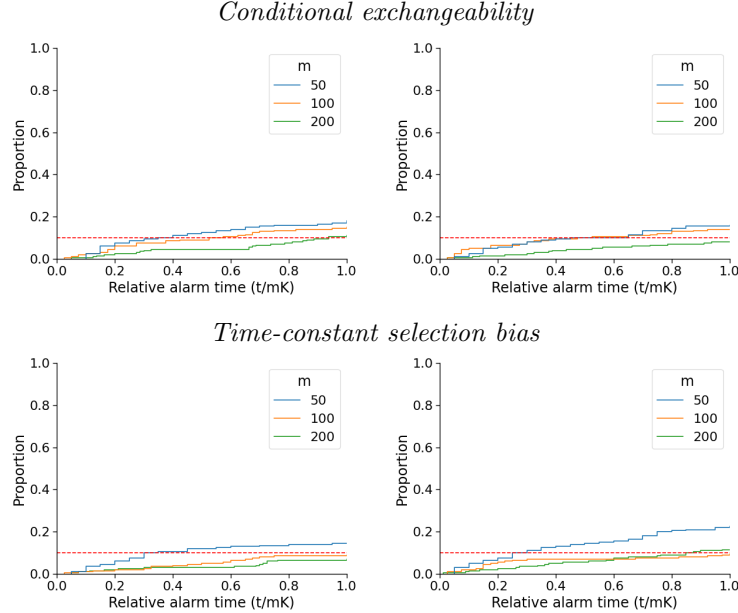 Conditional exchangeability
1.0
0.8
0.6
0.4
0.2
0.0
Proportion
m
50
100
200
0.0 0.2 0.4 0.6 0.8 1.0
Relative alarm time (t/mK)
1.0
0.8
0.6
0.4
0.2
0.0
Proportion
m
50
100
200
0.0 0.2 0.4 0.6 0.8 1.0
Relative alarm time (t/mK)
Time-constant selection bias
1.0
0.8
0.6
0.4
0.2
0.0
Proportion
m
50
100
200
0.0 0.2 0.4 0.6 0.8 1.0
Relative alarm time (t/mK)
1.0
0.8
0.6
0.4
0.2
0.0
Proportion
m
50
100
200
0.0 0.2 0.4 0.6 0.8 1.0
Relative alarm time (t/mK)